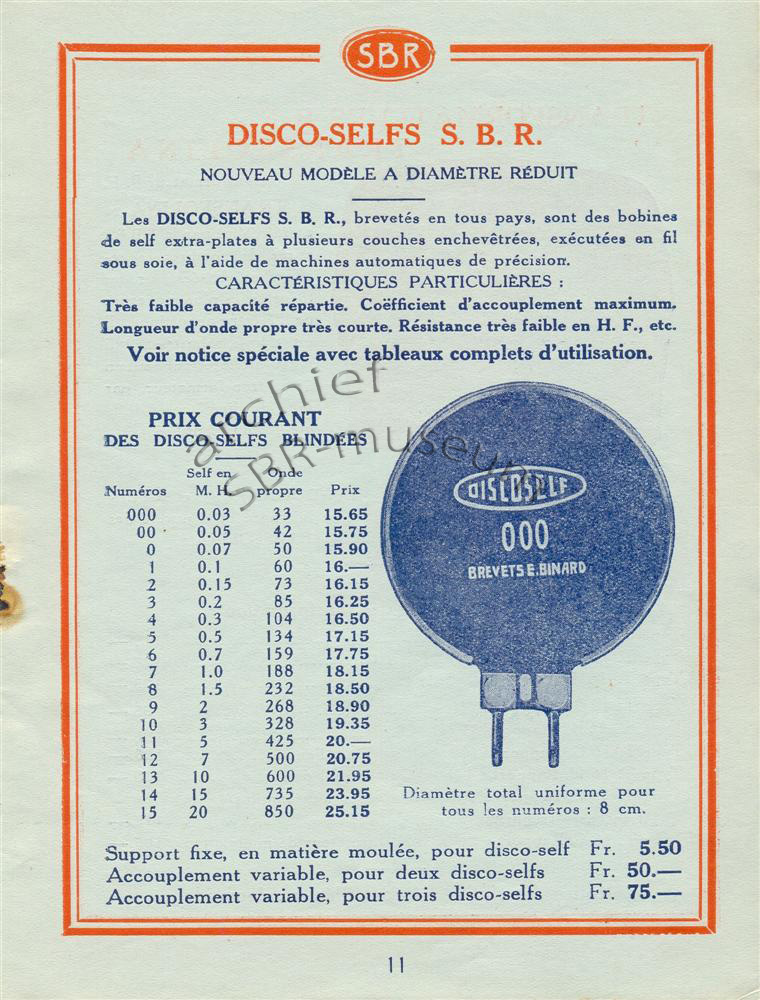 SBR
DISCO-SELFS S. B. R.
NOUVEAU MODÈLE A DIAMÈTRE RÉDUIT
Les DISCO-SELFS S. B. R., brevetés en tous pays, sont des bobines
de self extra-plates à plusieurs couches enchevêtrées, exécutées en fil
sous soie, à l'aide de machines automatiques de précision.
CARACTÉRISTIQUES PARTICULIÈRES :
Très faible capacité répartie. Coëfficient d'accouplement maximum.
Longueur d'onde propre très courte. Résistance très faible en H. F., etc.
Voir notice spéciale avec tableaux complets d'utilisation.
archief
SBR-museum
PRIX COURANT
DES DISCO-SELFS BLINDÉES
Self en Onde
Numéros M. H. propre Prix
000 0.03 33 15.65
00 0.05 42 15.75
0 0.07 50 15.90
1 0.1 60 16.—
2 0.15 73 16.15
3 0.2 85 16.25
4 0.3 104 16.50
5 0.5 134 17.15
6 0.7 159 17.75
7 1.0 188 18.15
8 1.5 232 18.50
9 2 268 18.90
10 3 328 19.35
11 5 425 20.—
12 7 500 20.75
13 10 600 21.95
14 15 735 23.95
15 20 850 25.15
DISCOSELF
000
BREVETS E. BINARD
Diamètre total uniforme pour
tous les numéros : 8 cm.
Support fixe, en matière moulée, pour disco-self Fr. 5.50
Accouplement variable, pour deux disco-selfs Fr. 50.—
Accouplement variable, pour trois disco-selfs Fr. 75.—
11